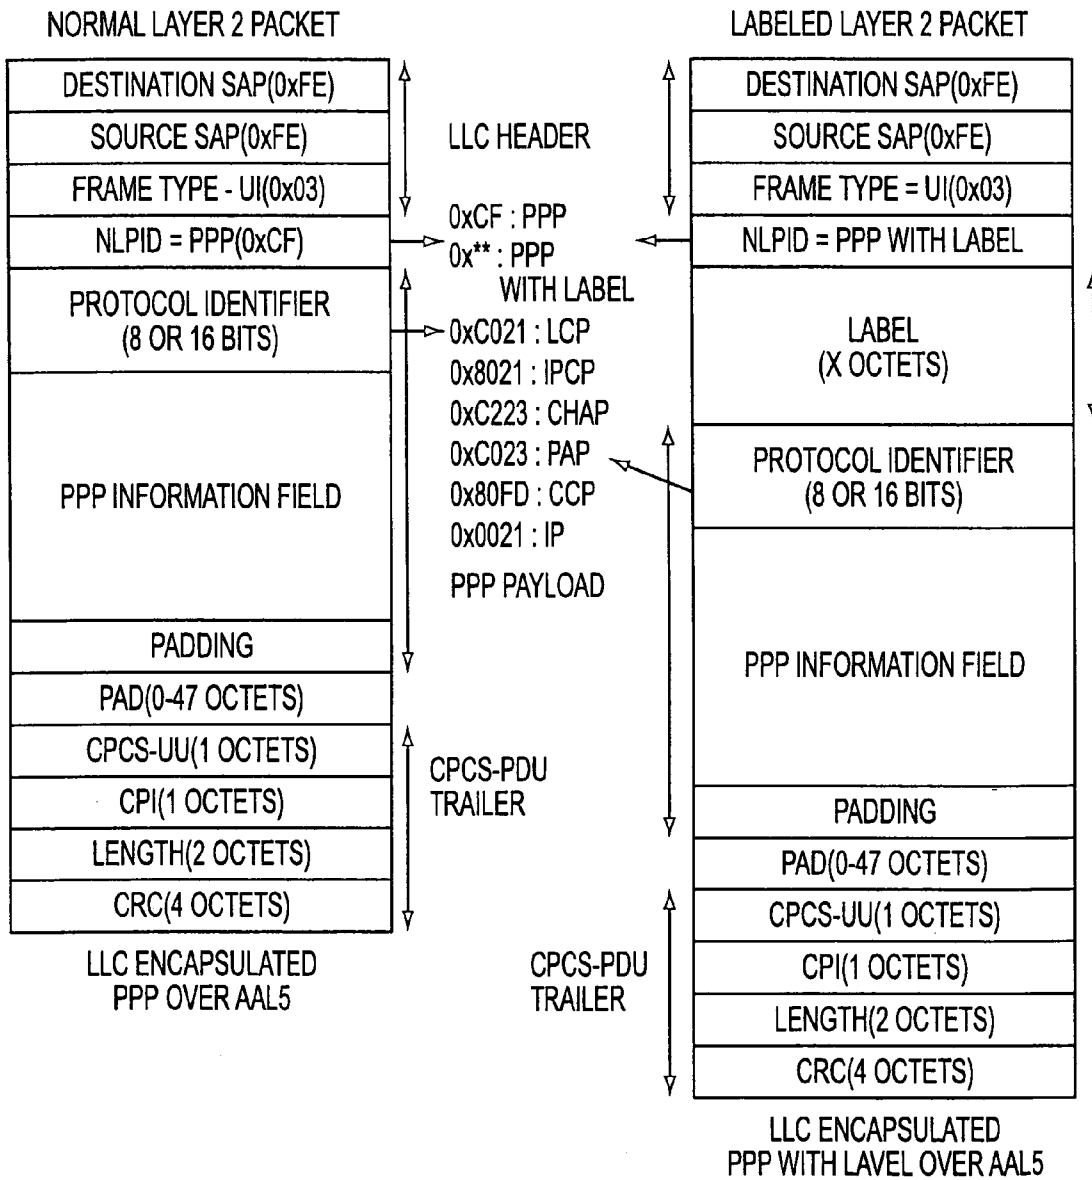 NORMAL LAYER 2 PACKET
DESTINATION SAP(0xFE)
SOURCE SAP(0xFE)
FRAME TYPE - UI(0x03)
NLPID = PPP(0xCF)
PROTOCOL IDENTIFIER
(8 OR 16 BITS)
PPP INFORMATION FIELD
PADDING
PAD(0-47 OCTETS)
CPCS-UU(1 OCTETS)
CPI(1 OCTETS)
LENGTH(2 OCTETS)
CRC(4 OCTETS)
LLC ENCAPSULATED
PPP OVER AAL5
LLC HEADER
0xCF : PPP
0x** : PPP
WITH LABEL
0xC021 : LCP
0x8021 : IPCP
0xC223 : CHAP
0xC023 : PAP
0x80FD : CCP
0x0021 : IP
PPP PAYLOAD
CPCS-PDU
TRAILER
LABELED LAYER 2 PACKET
DESTINATION SAP(0xFE)
SOURCE SAP(0xFE)
FRAME TYPE = UI(0x03)
NLPID = PPP WITH LABEL
LABEL
(X OCTETS)
PROTOCOL IDENTIFIER
(8 OR 16 BITS)
PPP INFORMATION FIELD
PADDING
PAD(0-47 OCTETS)
CPCS-UU(1 OCTETS)
CPI(1 OCTETS)
LENGTH(2 OCTETS)
CRC(4 OCTETS)
CPCS-PDU
TRAILER
LLC ENCAPSULATED
PPP WITH LAVEL OVER AAL5